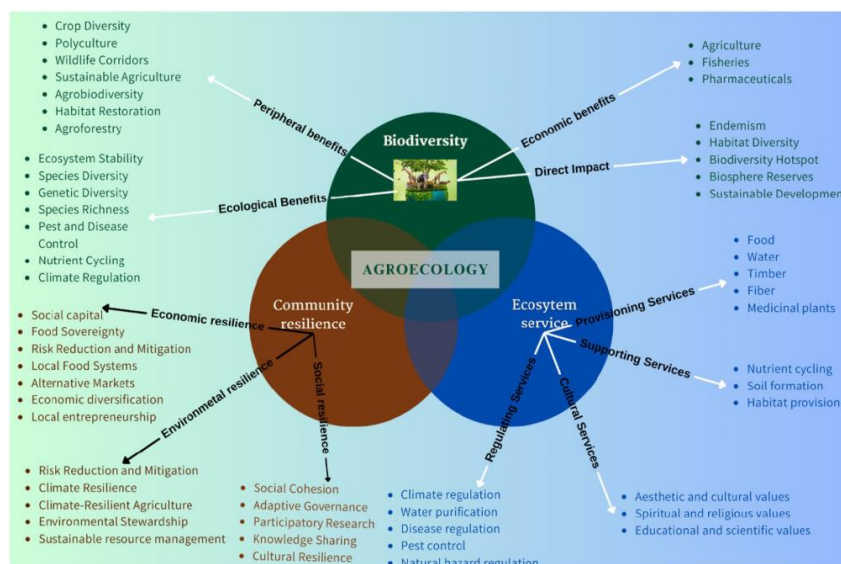 Crop Diversity
Polyculture
Wildlife Corridors
Sustainable Agriculture
Agrobiodiversity
Habitat Restoration
Agroforestry
Peripheral benefits
Biodiversity
Economic benefits
Agriculture
Fisheries
Pharmaceuticals
Direct Impact
Endemism
Habitat Diversity
Biodiversity Hotspot
Biosphere Reserves
Sustainable Development
Ecological Benefits
Ecosystem Stability
Species Diversity
Genetic Diversity
Species Richness
Pest and Disease
Control
Nutrient Cycling
Climate Regulation
AGROECOLOGY
Community
resilience
Economic resilience
Social capital
Food Sovereignty
Risk Reduction and Mitigation
Local Food Systems
Alternative Markets
Economic diversification
Local entrepreneurship
Environmetal resilience
Risk Reduction and Mitigation
Climate Resilience
Climate-Resilient Agriculture
Environmental Stewardship
Sustainable resource management
Social resilience
Social Cohesion
Adaptive Governance
Participatory Research
Knowledge Sharing
Cultural Resilience
Ecosytem
service
Provisioning Services
Food
Water
Timber
Fiber
Medicinal plants
Supporting Services
Nutrient cycling
Soil formation
Habitat provision
Regulating Services
Climate regulation
Water purification
Disease regulation
Pest control
Natural hazard regulation
Cultural Services
Aesthetic and cultural values
Spiritual and religious values
Educational and scientific values